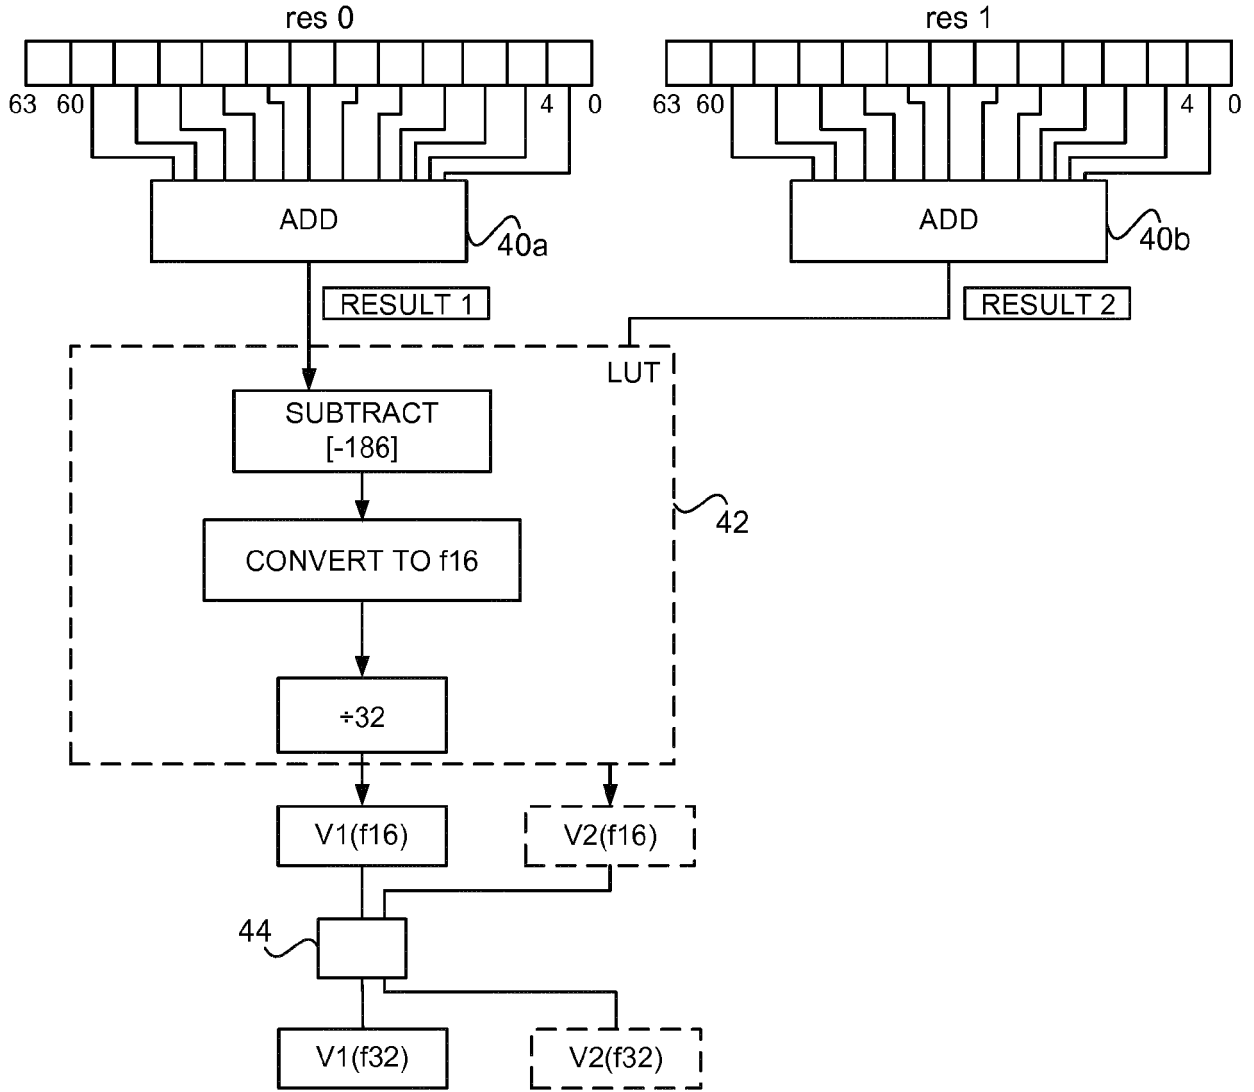 res 0
res 1
63 60 4 0
63 60 4 0
ADD
ADD
40a
40b
RESULT 1
RESULT 2
LUT
SUBTRACT
[-186]
42
CONVERT TO f16
÷32
V1(f16)
V2(f16)
44
V1(f32)
V2(f32)